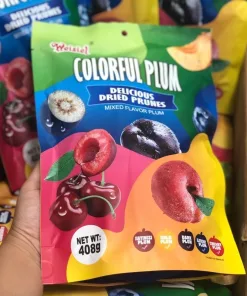 COLORFUL PLUM
DELICIOUS
DRIED PRUNES
MIXED FLAVOR PLUM
NET WT:
408g